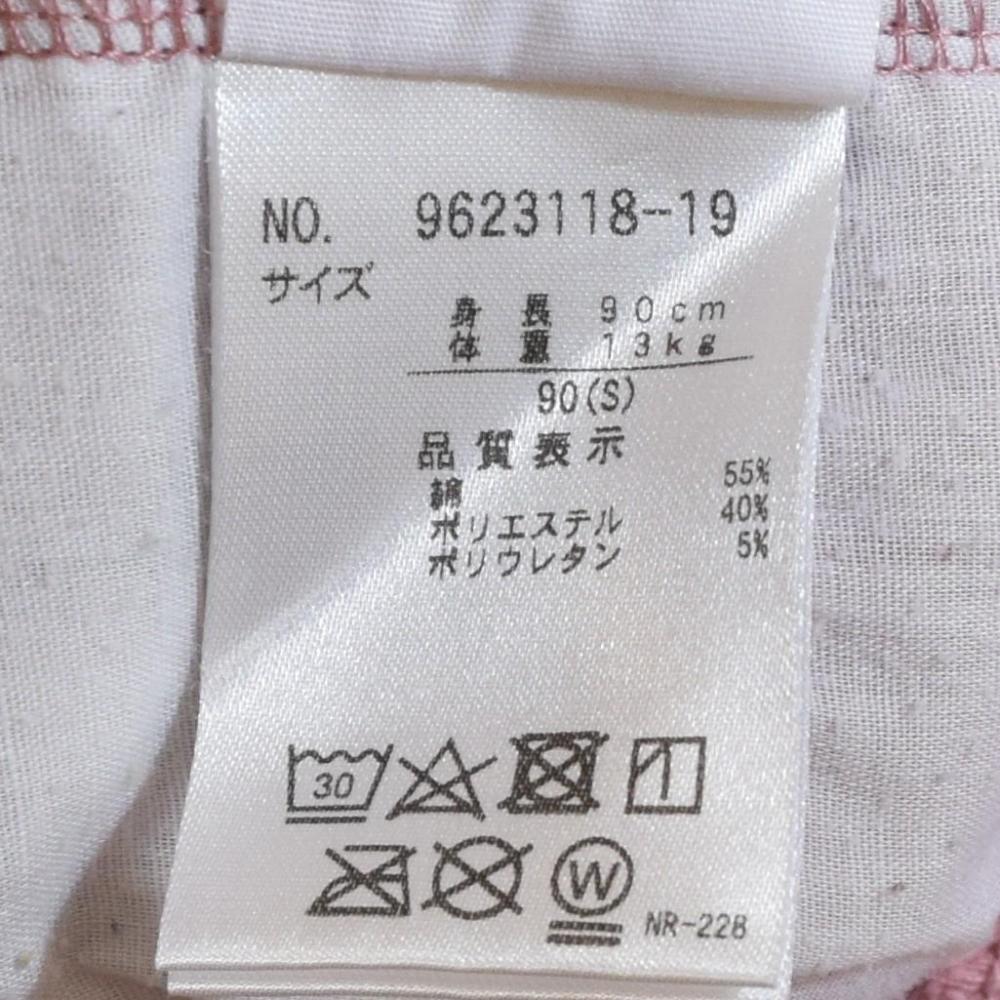 NO. 9623118-19
サイズ
身長 90cm
体重 13kg
90(S)
品質表示
綿 55%
ポリエステル 40%
ポリウレタン 5%
30
W
NR-228